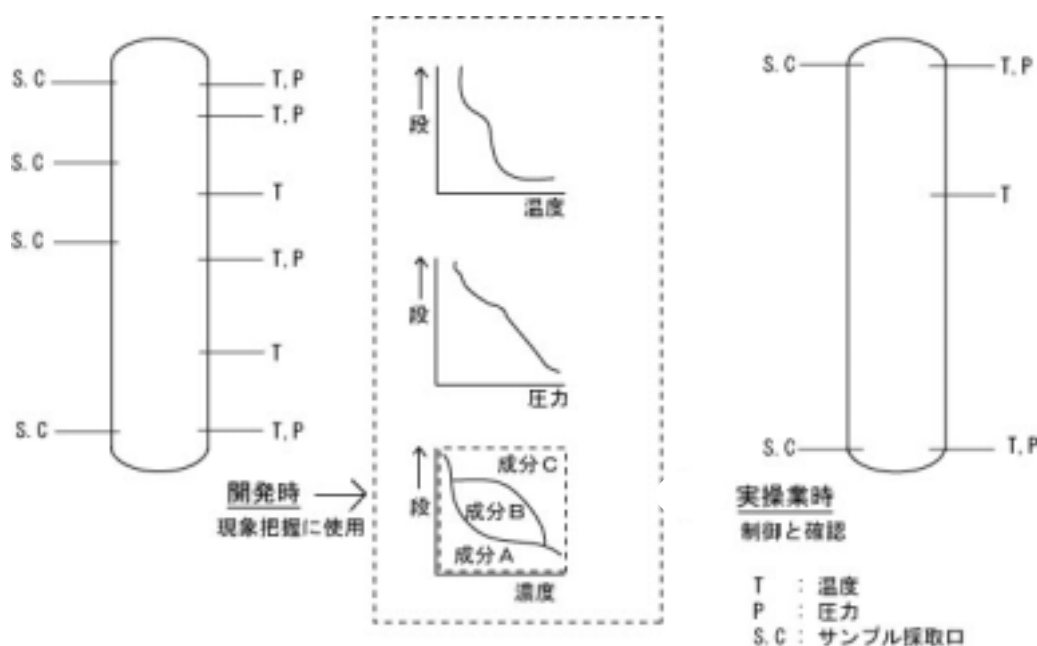 S.C
T,P
T,P
S.C
T
S.C
T,P
T
S.C
T,P
開発時
現象把握に使用
段
温度
段
圧力
成分C
段
成分B
成分A
濃度
S.C
T,P
T
S.C
T,P
実操業時
制御と確認
T : 温度
P : 圧力
S.C : サンプル採取口